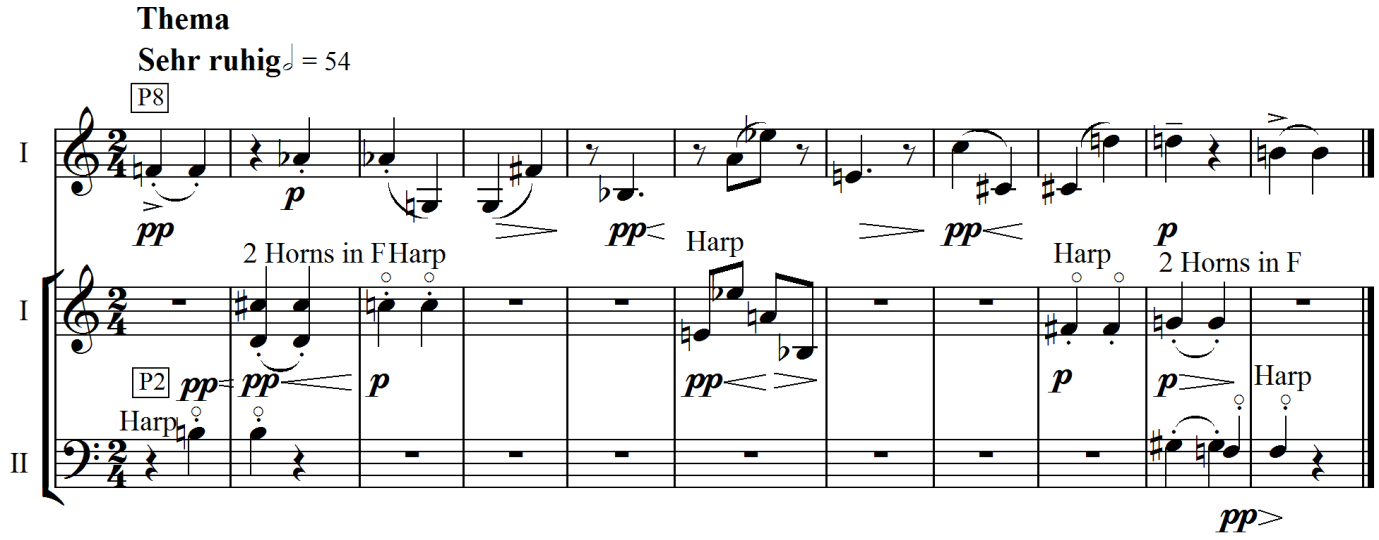 Thema
Sehr ruhig = 54
P8
I
p
pp
pp
pp
p
Harp
2 Horns in F Harp
Harp
2 Horns in F
I
pp
pp
p
pp
p
p
P2
Harp
Harp
II
pp